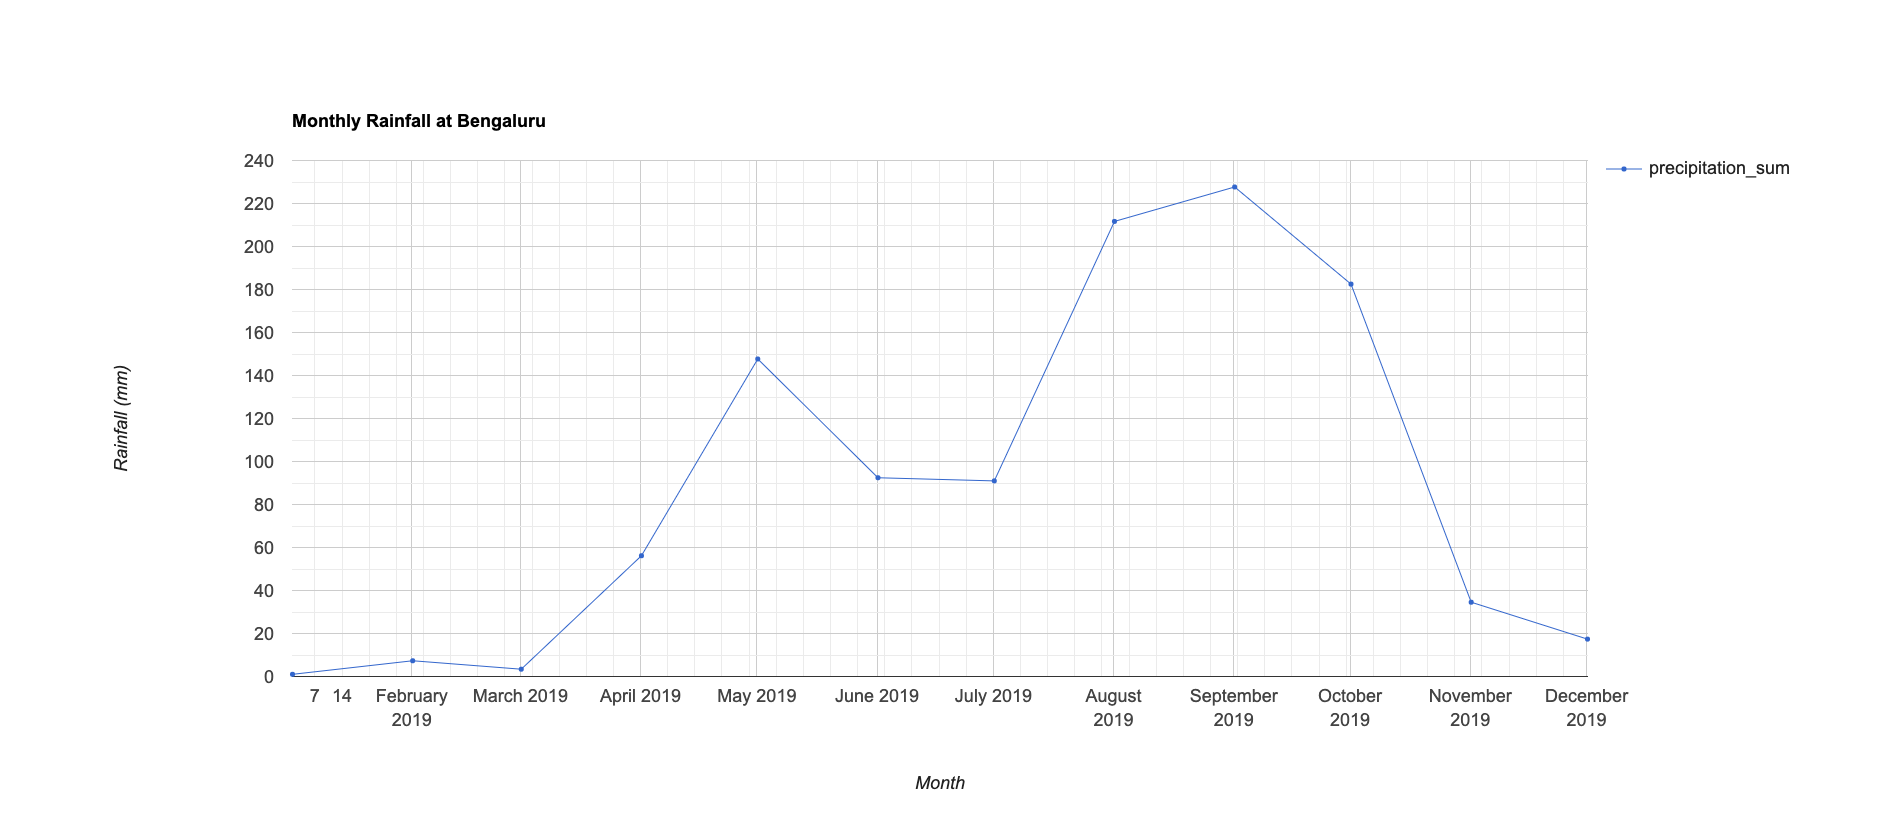 Monthly Rainfall at Bengaluru
precipitation_sum
240
220
200
180
160
140
120
100
80
60
40
20
0
Rainfall (mm)
7 14 February 2019 March 2019 April 2019 May 2019 June 2019 July 2019 August 2019 September 2019 October 2019 November 2019 December 2019
Month